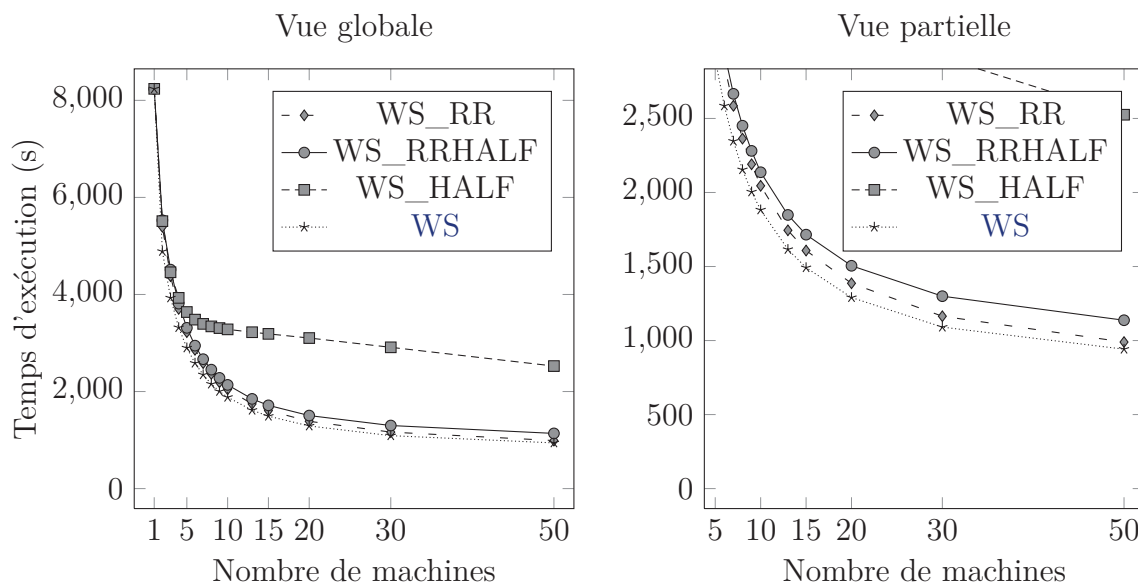 Vue globale
Temps d'exécution (s)
8,000
6,000
4,000
2,000
0
WS_RR
WS_RRHALF
WS_HALF
WS
1 5 10 15 20 30 50
Nombre de machines
Vue partielle
2,500
2,000
1,500
1,000
500
0
WS_RR
WS_RRHALF
WS_HALF
WS
5 10 15 20 30 50
Nombre de machines